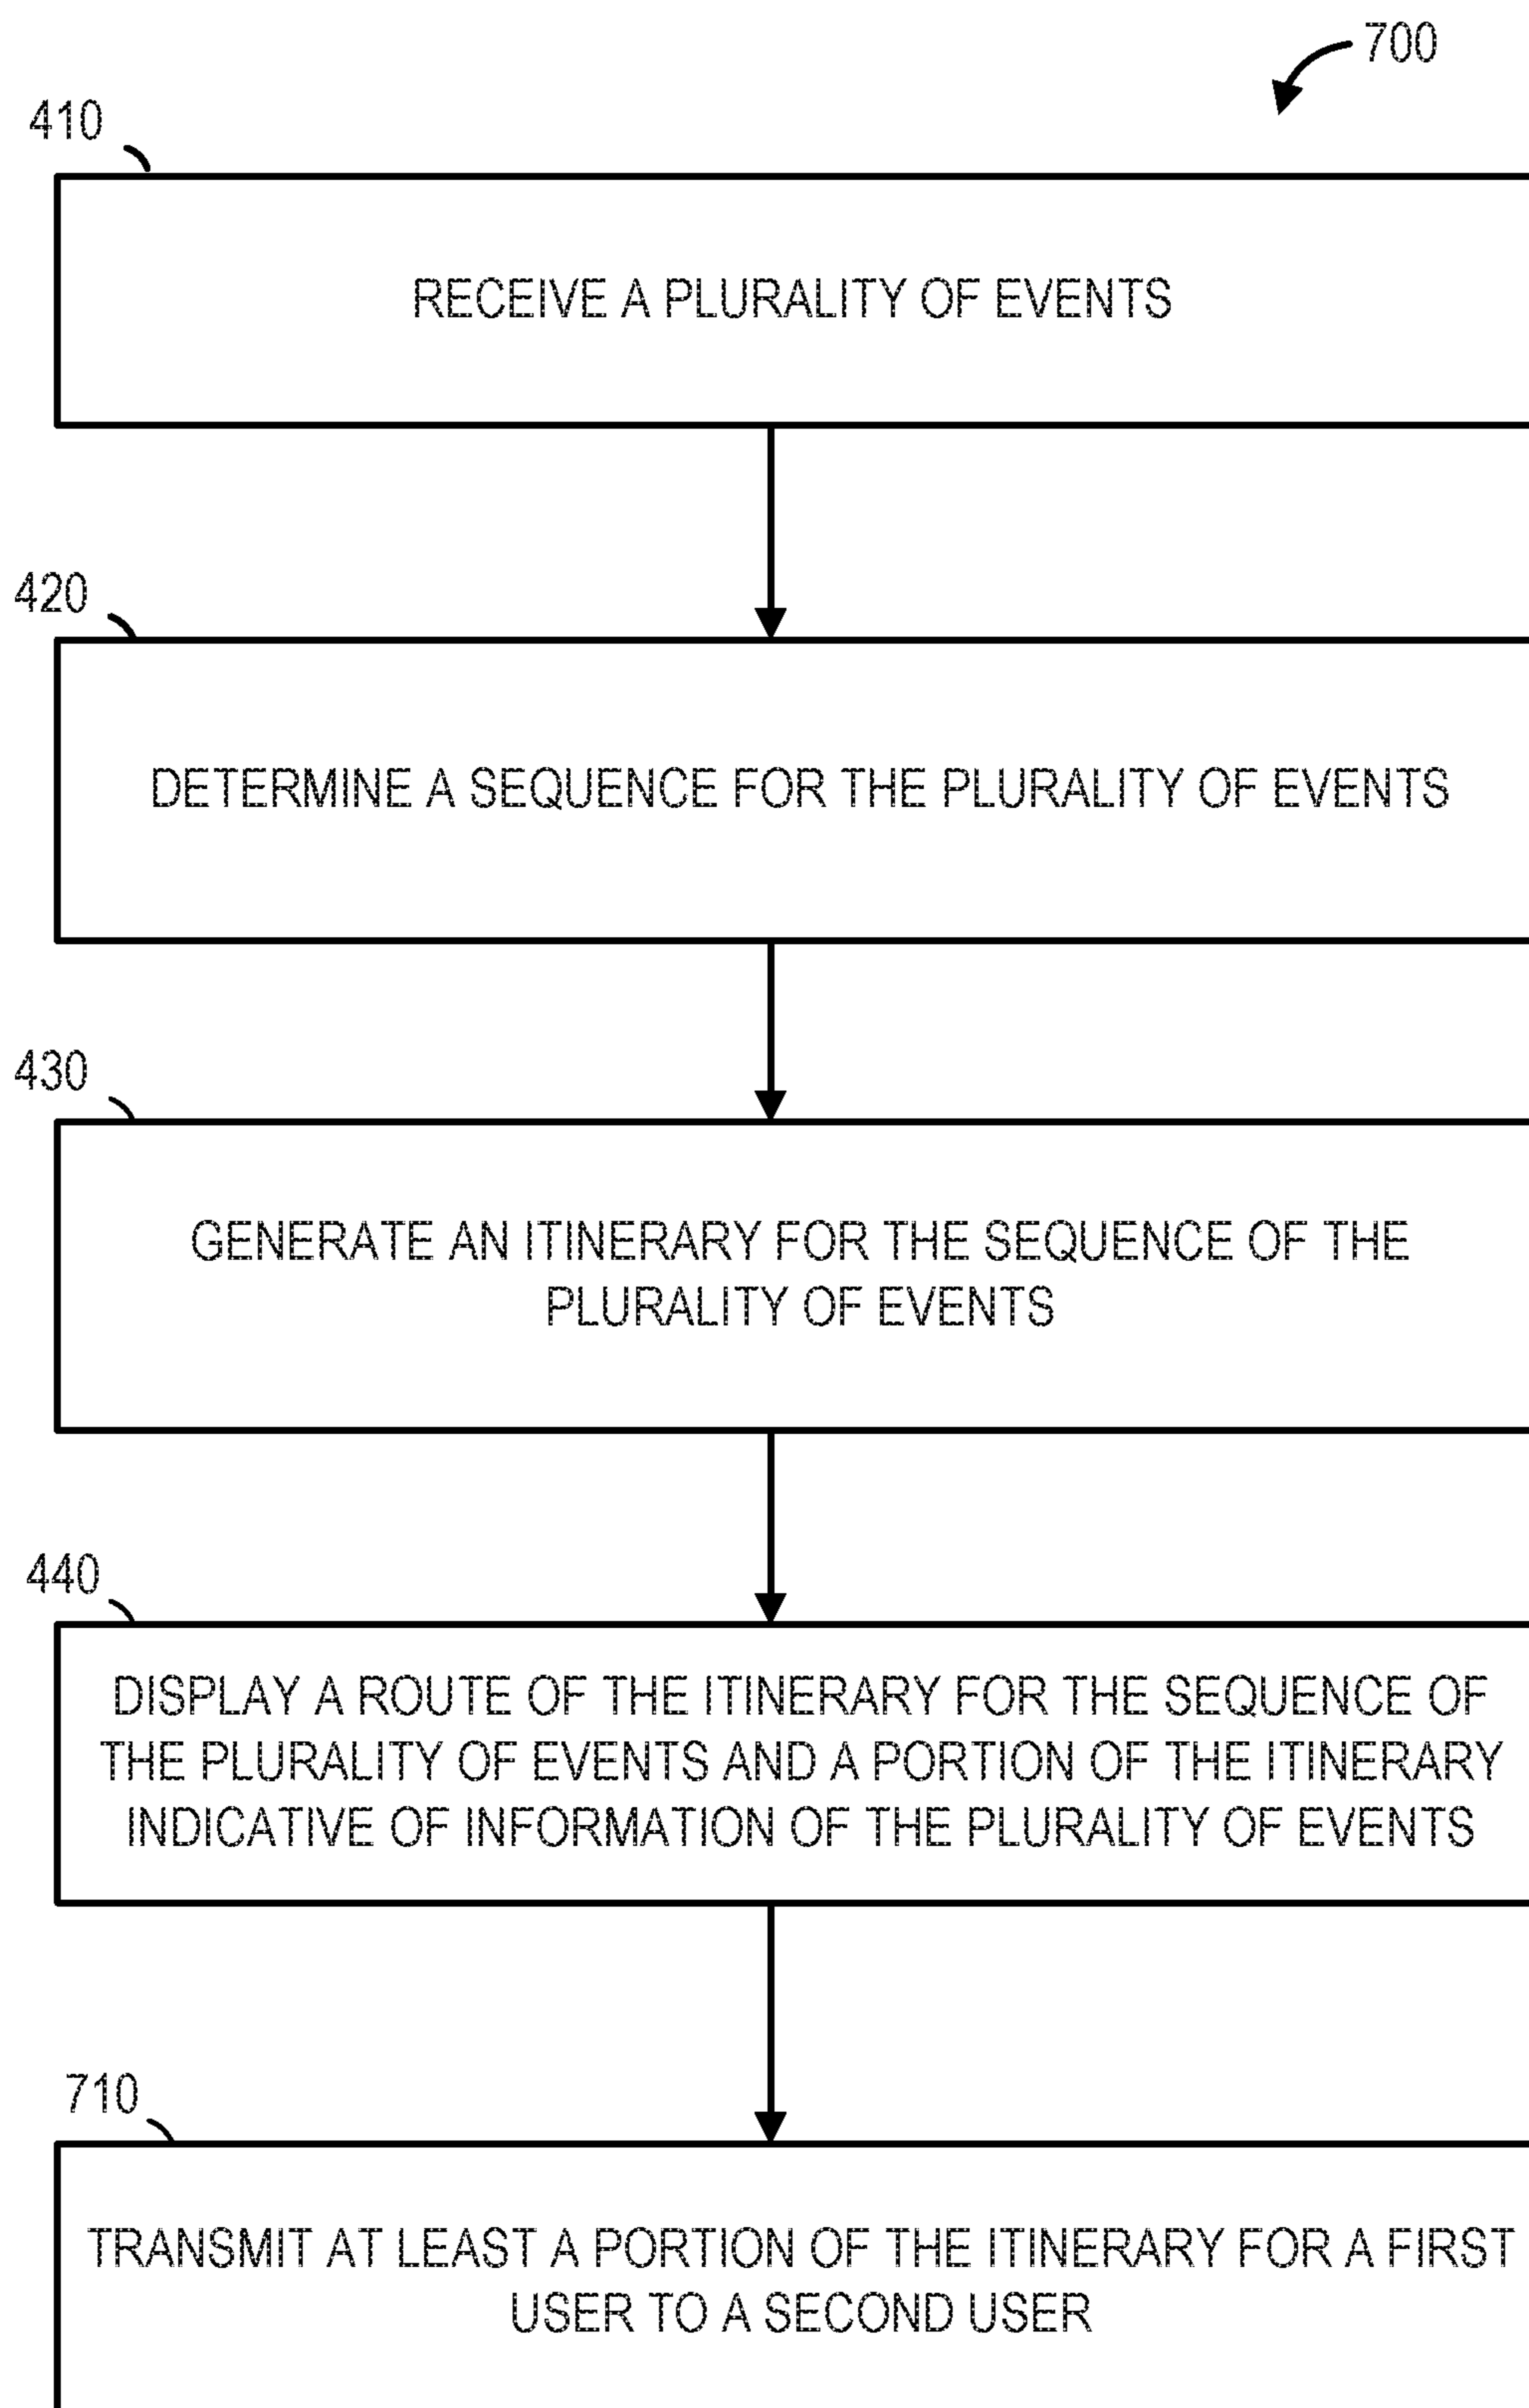 700
410
RECEIVE A PLURALITY OF EVENTS
420
DETERMINE A SEQUENCE FOR THE PLURALITY OF EVENTS
430
GENERATE AN ITINERARY FOR THE SEQUENCE OF THE
PLURALITY OF EVENTS
440
DISPLAY A ROUTE OF THE ITINERARY FOR THE SEQUENCE OF
THE PLURALITY OF EVENTS AND A PORTION OF THE ITINERARY
INDICATIVE OF INFORMATION OF THE PLURALITY OF EVENTS
710
TRANSMIT AT LEAST A PORTION OF THE ITINERARY FOR A FIRST
USER TO A SECOND USER